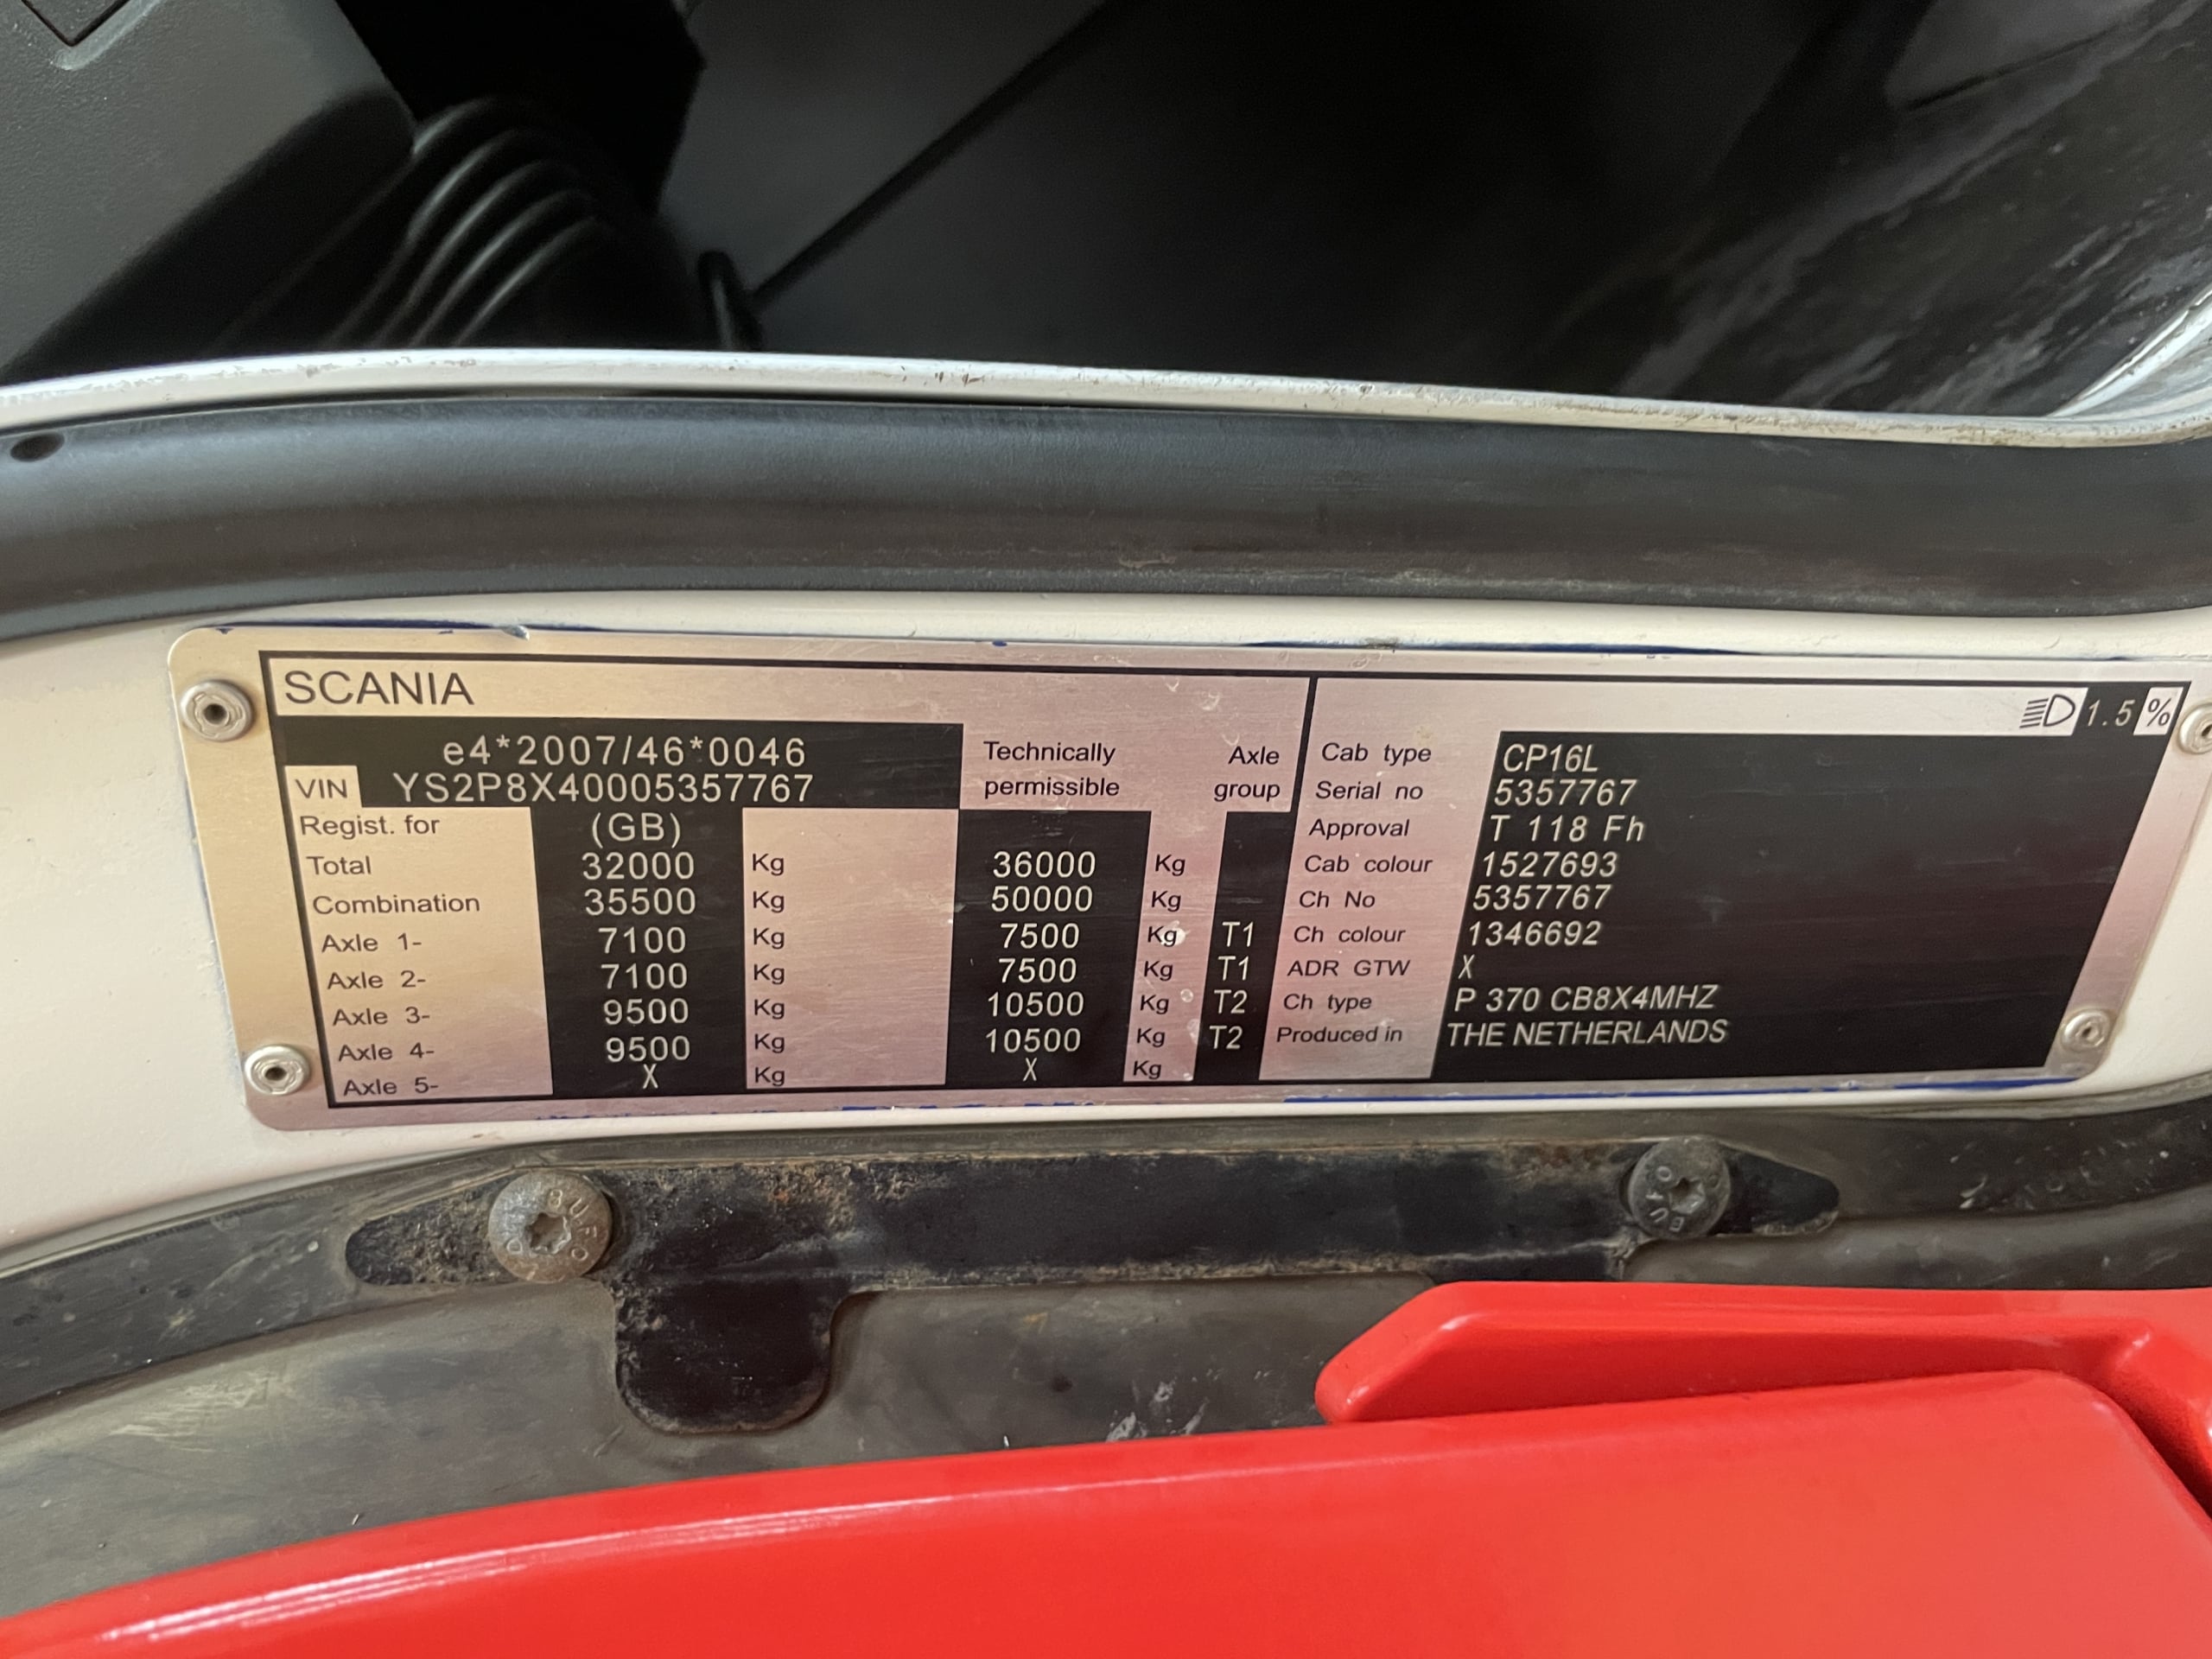 SCANIA
e4*2007/46*0046
VIN YS2P8X40005357767
Technically permissible
Axle group
Regist. for (GB)
Total 32000 Kg 36000 Kg
Combination 35500 Kg 50000 Kg
Axle 1- 7100 Kg 7500 Kg T1
Axle 2- 7100 Kg 7500 Kg T1
Axle 3- 9500 Kg 10500 Kg T2
Axle 4- 9500 Kg 10500 Kg T2
Axle 5- X Kg X Kg
1.5 %
Cab type CP16L
Serial no 5357767
Approval T 118 Fh
Cab colour 1527693
Ch No 5357767
Ch colour 1346692
ADR GTW X
Ch type P 370 CB8X4MHZ
Produced in THE NETHERLANDS